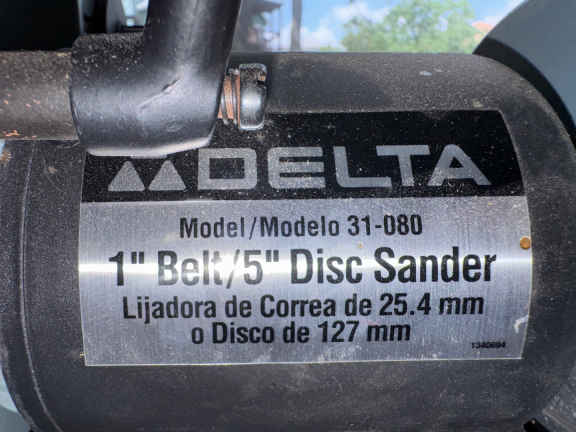 DELTA
Model/Modelo 31-080
1" Belt/5" Disc Sander
Lijadora de Correa de 25.4 mm
o Disco de 127 mm
1340694